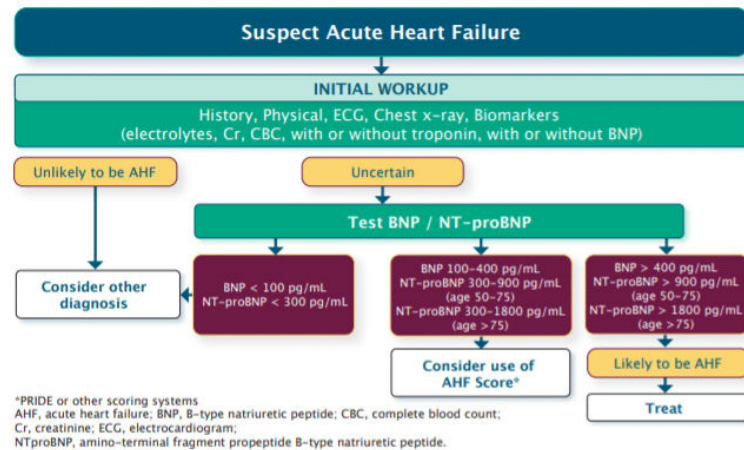 Suspect Acute Heart Failure
INITIAL WORKUP
History, Physical, ECG, Chest x-ray, Biomarkers
(electrolytes, Cr, CBC, with or without troponin, with or without BNP)
Unlikely to be AHF
Uncertain
Test BNP / NT-proBNP
Consider other
diagnosis
BNP < 100 pg/mL
NT-proBNP < 300 pg/mL
BNP 100–400 pg/mL
NT-proBNP 300–900 pg/mL
(age 50–75)
NT-proBNP 300–1800 pg/mL
(age >75)
BNP > 400 pg/mL
NT-proBNP > 900 pg/mL
(age 50–75)
NT-proBNP > 1800 pg/mL
(age >75)
Consider use of
AHF Score*
Likely to be AHF
Treat
*PRIDE or other scoring systems
AHF, acute heart failure; BNP, B-type natriuretic peptide; CBC, complete blood count;
Cr, creatinine; ECG, electrocardiogram;
NTproBNP, amino-terminal fragment propeptide B-type natriuretic peptide.